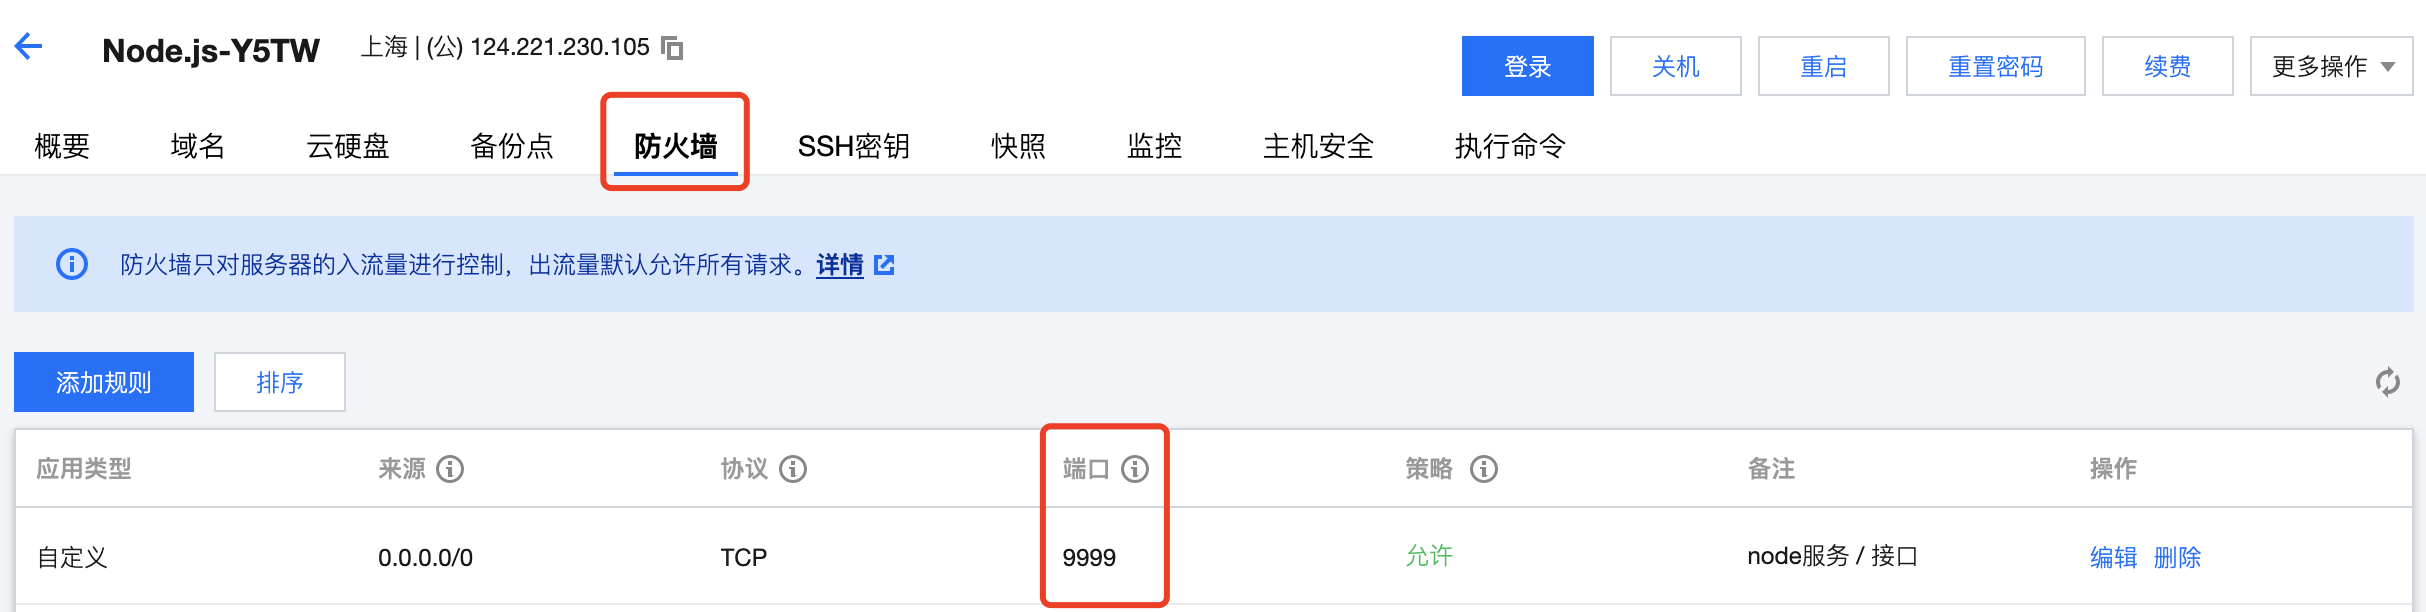 Node.js-Y5TW 上海 | (公) 124.221.230.105
登录 关机 重启 重置密码 续费 更多操作
概要 域名 云硬盘 备份点 防火墙 SSH密钥 快照 监控 主机安全 执行命令
防火墙只对服务器的入流量进行控制，出流量默认允许所有请求。详情
添加规则 排序
应用类型 来源 协议 端口 策略 备注 操作
自定义 0.0.0.0/0 TCP 9999 允许 node服务 / 接口 编辑 删除